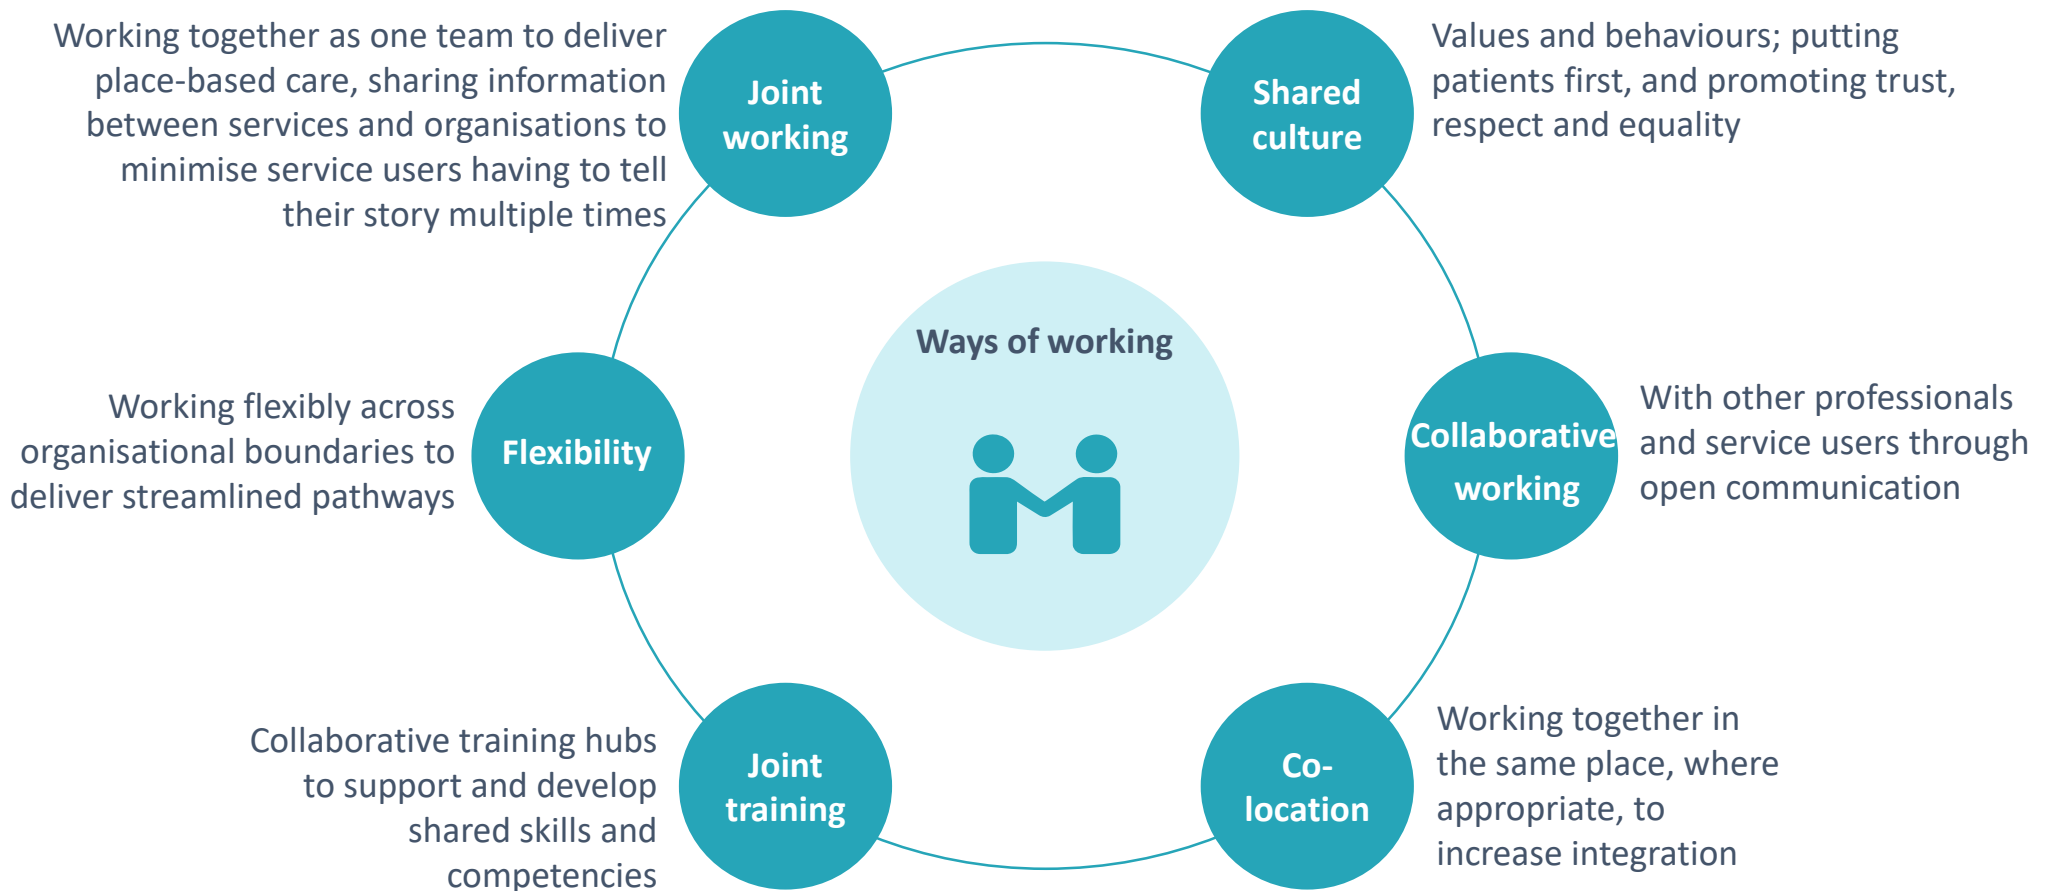 Working together as one team to deliver
place-based care, sharing information
between services and organisations to
minimise service users having to tell
their story multiple times
Joint
working
Shared
culture
Values and behaviours; putting
patients first, and promoting trust,
respect and equality
Ways of working
Working flexibly across
organisational boundaries to
deliver streamlined pathways
Flexibility
Collaborative
working
With other professionals
and service users through
open communication
Collaborative training hubs
to support and develop
shared skills and
competencies
Joint
training
Co-
location
Working together in
the same place, where
appropriate, to
increase integration